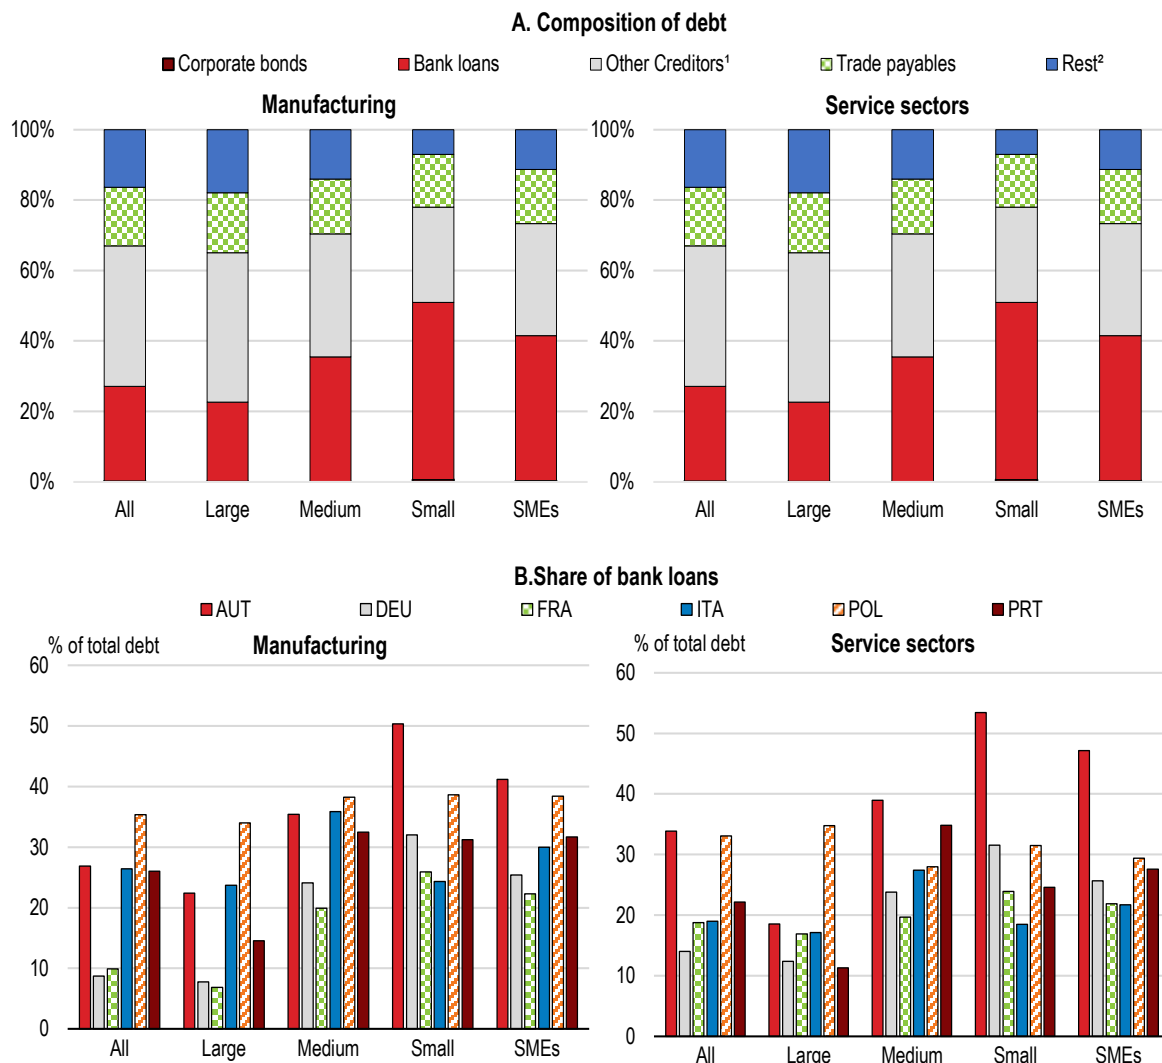 A. Composition of debt
Corporate bonds Bank loans Other Creditors¹ Trade payables Rest²
Manufacturing Service sectors
100% 100%
80% 80%
60% 60%
40% 40%
20% 20%
0% 0%
All Large Medium Small SMEs All Large Medium Small SMEs
B.Share of bank loans
AUT DEU FRA ITA POL PRT
% of total debt Manufacturing % of total debt Service sectors
60 60
50 50
40 40
30 30
20 20
10 10
0 0
All Large Medium Small SMEs All Large Medium Small SMEs